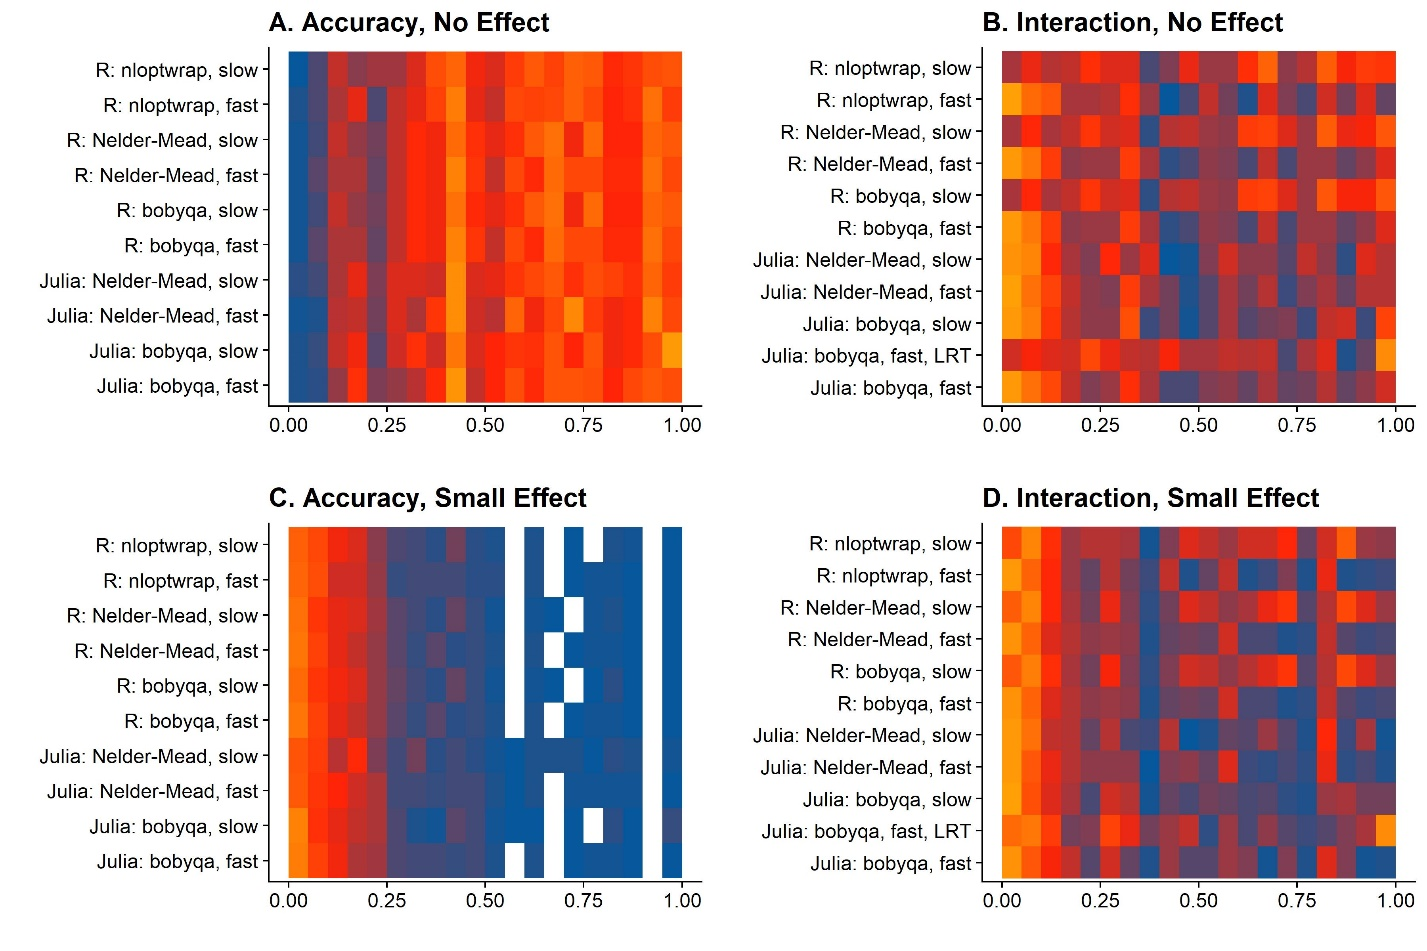 A. Accuracy, No Effect
R: nloptwrap, slow
R: nloptwrap, fast
R: Nelder-Mead, slow
R: Nelder-Mead, fast
R: bobyqa, slow
R: bobyqa, fast
Julia: Nelder-Mead, slow
Julia: Nelder-Mead, fast
Julia: bobyqa, slow
Julia: bobyqa, fast
0.00 0.25 0.50 0.75 1.00
B. Interaction, No Effect
R: nloptwrap, slow
R: nloptwrap, fast
R: Nelder-Mead, slow
R: Nelder-Mead, fast
R: bobyqa, slow
R: bobyqa, fast
Julia: Nelder-Mead, slow
Julia: Nelder-Mead, fast
Julia: bobyqa, slow
Julia: bobyqa, fast, LRT
Julia: bobyqa, fast
0.00 0.25 0.50 0.75 1.00
C. Accuracy, Small Effect
R: nloptwrap, slow
R: nloptwrap, fast
R: Nelder-Mead, slow
R: Nelder-Mead, fast
R: bobyqa, slow
R: bobyqa, fast
Julia: Nelder-Mead, slow
Julia: Nelder-Mead, fast
Julia: bobyqa, slow
Julia: bobyqa, fast
0.00 0.25 0.50 0.75 1.00
D. Interaction, Small Effect
R: nloptwrap, slow
R: nloptwrap, fast
R: Nelder-Mead, slow
R: Nelder-Mead, fast
R: bobyqa, slow
R: bobyqa, fast
Julia: Nelder-Mead, slow
Julia: Nelder-Mead, fast
Julia: bobyqa, slow
Julia: bobyqa, fast, LRT
Julia: bobyqa, fast
0.00 0.25 0.50 0.75 1.00